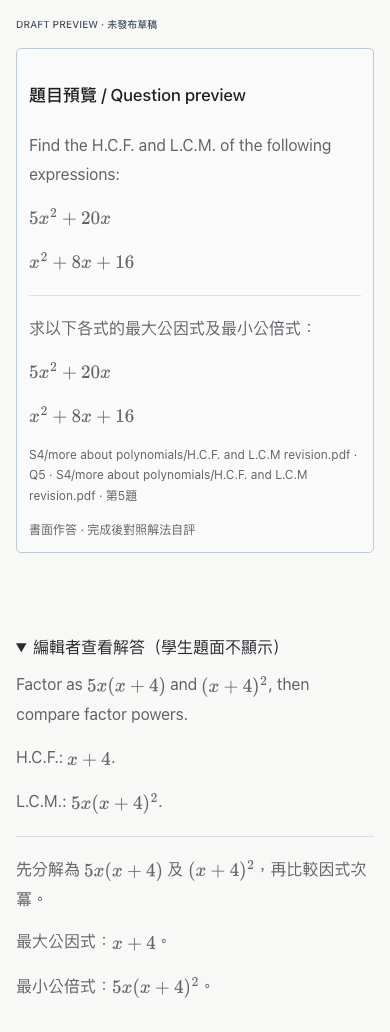 DRAFT PREVIEW · 未發布草稿
題目預覽 / Question preview
Find the H.C.F. and L.C.M. of the following
expressions:
5x² + 20x
x² + 8x + 16
求以下各式的最大公因式及最小公倍式：
5x² + 20x
x² + 8x + 16
S4/more about polynomials/H.C.F. and L.C.M revision.pdf ·
Q5 · S4/more about polynomials/H.C.F. and L.C.M
revision.pdf · 第5題
書面作答 · 完成後對照解法自評
▼ 編輯者查看解答（學生題面不顯示）
Factor as 5x(x + 4) and (x + 4)², then
compare factor powers.
H.C.F.: x + 4.
L.C.M.: 5x(x + 4)².
先分解為 5x(x + 4) 及 (x + 4)²，再比較因式次
冪。
最大公因式：x + 4。
最小公倍式：5x(x + 4)²。